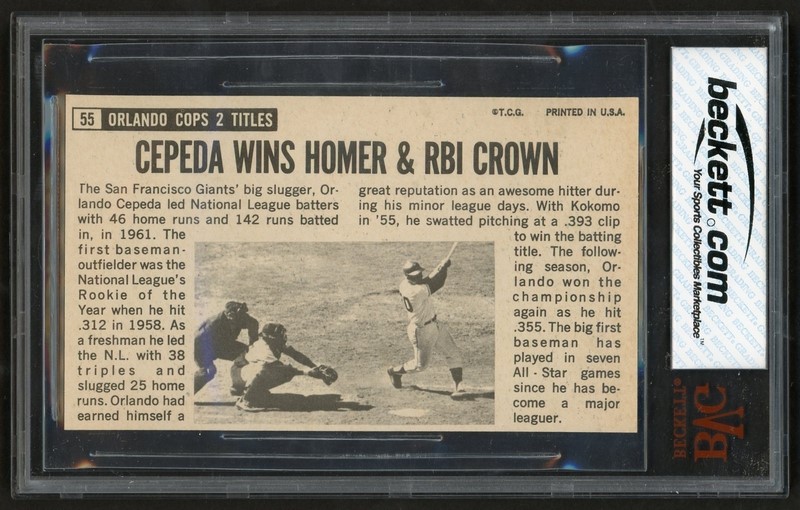 55 ORLANDO COPS 2 TITLES
©T.C.G. PRINTED IN U.S.A.
CEPEDA WINS HOMER & RBI CROWN
The San Francisco Giants' big slugger, Or-
lando Cepeda led National League batters
with 46 home runs and 142 runs batted
in, in 1961. The
first baseman-
outfielder was the
National League's
Rookie of the
Year when he hit
.312 in 1958. As
a freshman he led
the N.L. with 38
triples and
slugged 25 home
runs. Orlando had
earned himself a
great reputation as an awesome hitter dur-
ing his minor league days. With Kokomo
in '55, he swatted pitching at a .393 clip
to win the batting
title. The follow-
ing season, Or-
lando won the
championship
again as he hit
.355. The big first
baseman has
played in seven
All-Star games
since he has be-
come a major
leaguer.
beckett.com
Your Sports Collectibles Marketplace™
BECKETT®
BVG